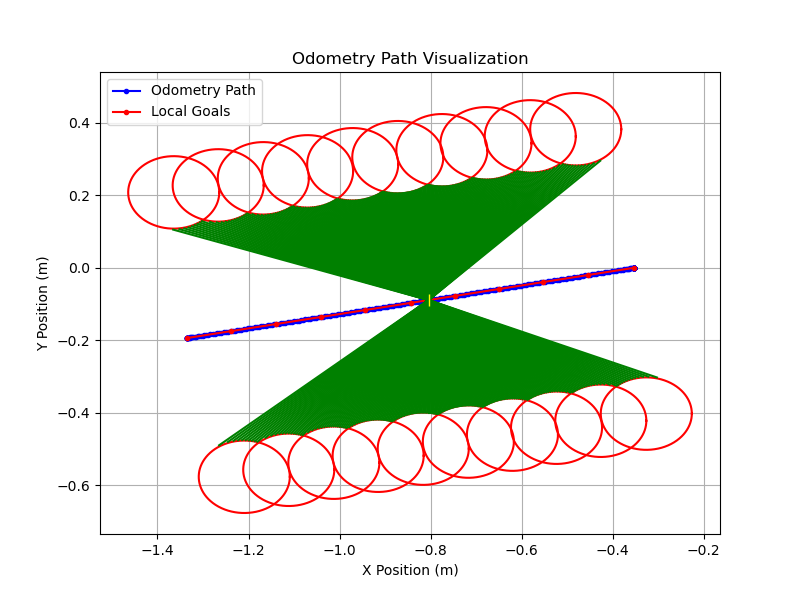 Odometry Path Visualization
Odometry Path
Local Goals
Y Position (m)
0.4
0.2
0.0
−0.2
−0.4
−0.6
−1.4 −1.2 −1.0 −0.8 −0.6 −0.4 −0.2
X Position (m)